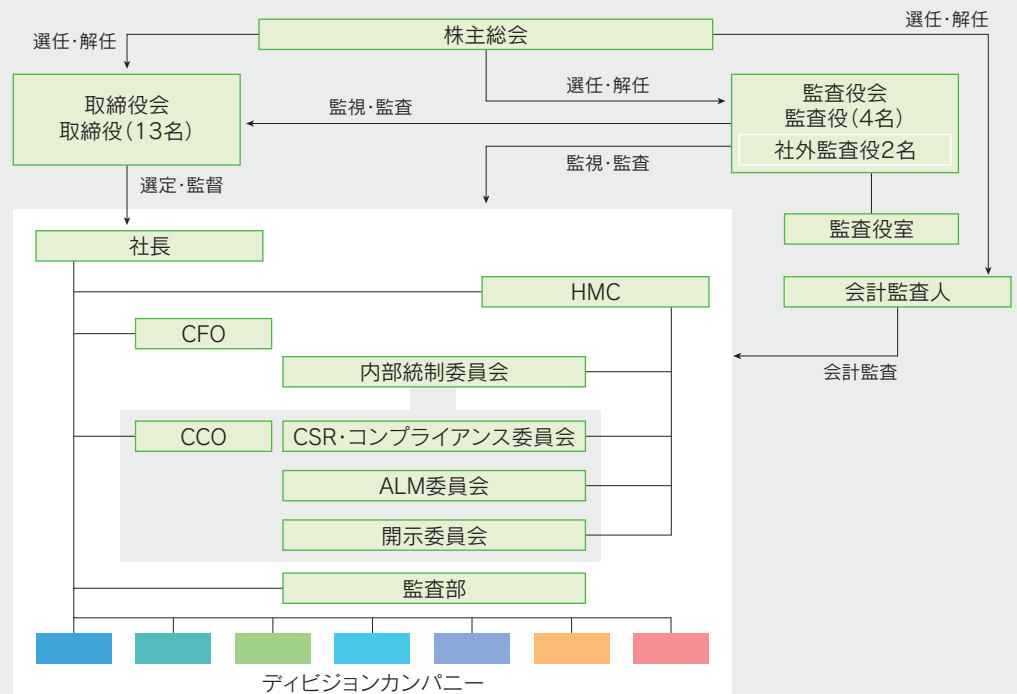 選任・解任
株主総会
選任・解任
取締役会
取締役(13名)
監視・監査
選任・解任
監査役会
監査役(4名)
社外監査役2名
監視・監査
選定・監督
監査役室
社長
HMC
会計監査人
CFO
内部統制委員会
会計監査
CCO
CSR・コンプライアンス委員会
ALM委員会
開示委員会
監査部
ディビジョンカンパニー